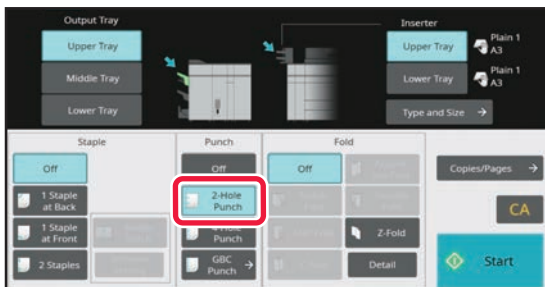 Output Tray
Inserter
Upper Tray
Middle Tray
Lower Tray
Upper Tray
Plain 1
A3
Lower Tray
Plain 1
A3
Type and Size
Staple
Punch
Fold
Off
Off
Off
1 Staple
at Back
2-Hole
Punch
1 Staple
at Front
Punch
Z-Fold
2 Staples
GBC
Punch
Detail
Copies/Pages
CA
Start